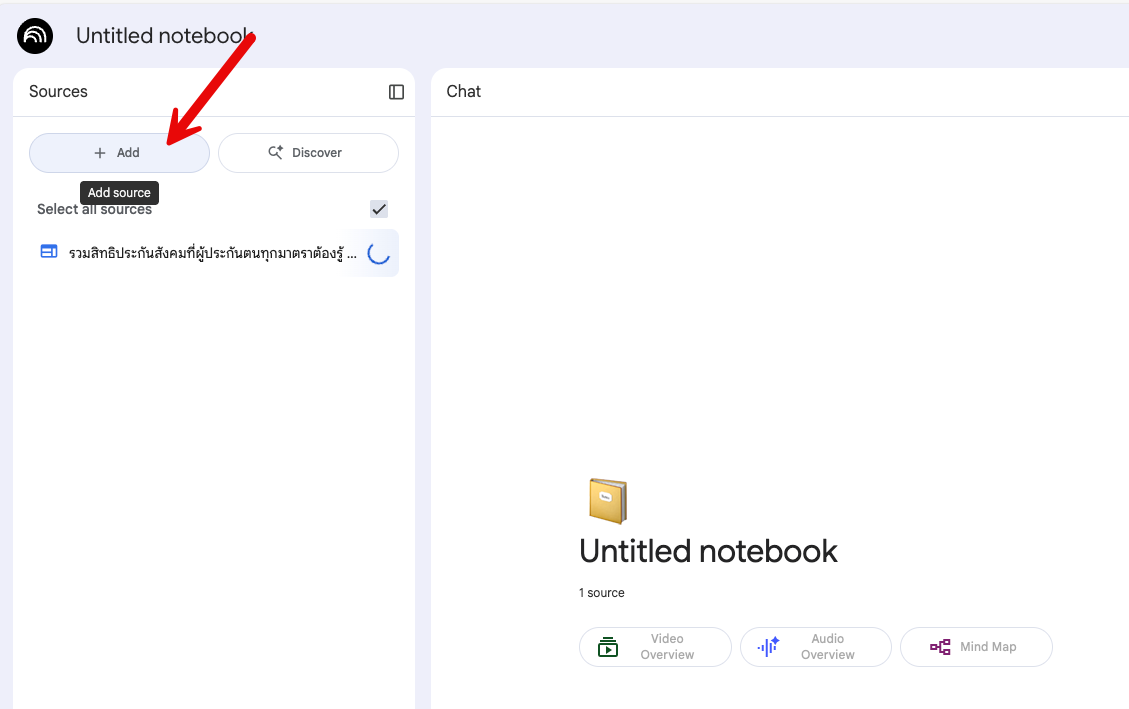 Untitled notebook
Sources
Chat
+ Add
Discover
Add source
Select all sources
รวมสิทธิประกันสังคมที่ผู้ประกันตนทุกมาตราต้องรู้ ...
Untitled notebook
1 source
Video
Overview
Audio
Overview
Mind Map